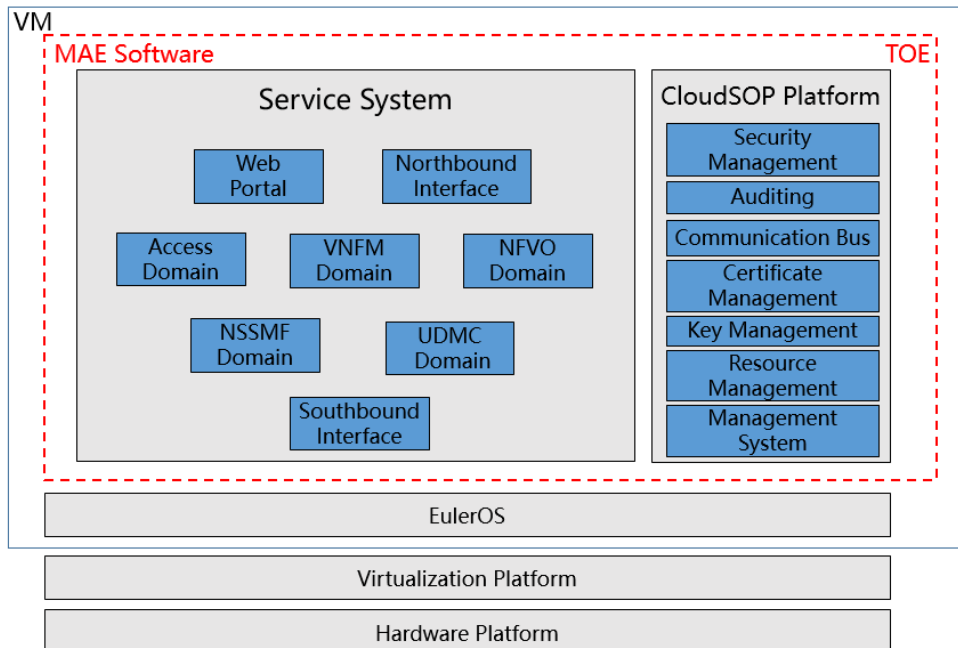 VM
MAE Software
TOE
Service System
Web
Portal
Northbound
Interface
Access
Domain
VNFM
Domain
NFVO
Domain
NSSMF
Domain
UDMC
Domain
Southbound
Interface
CloudSOP Platform
Security
Management
Auditing
Communication Bus
Certificate
Management
Key Management
Resource
Management
Management
System
EulerOS
Virtualization Platform
Hardware Platform